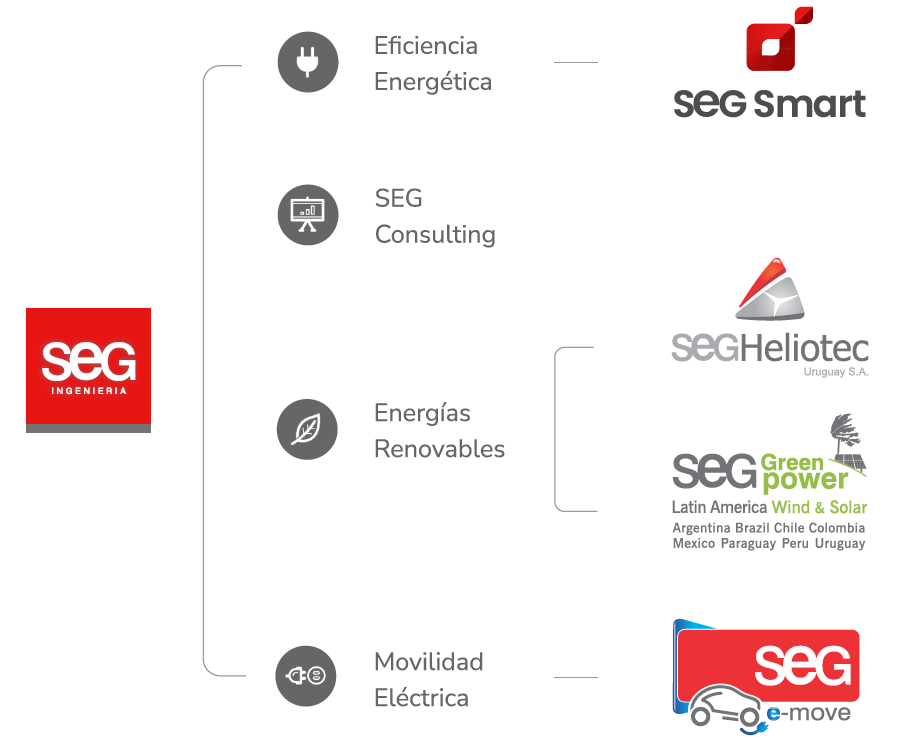 SEG
INGENIERIA
Eficiencia
Energética
SEG Smart
SEG
Consulting
Energías
Renovables
SEGHeliotec
Uruguay S.A.
SEG Green
power
Latin America Wind & Solar
Argentina Brazil Chile Colombia
Mexico Paraguay Peru Uruguay
Movilidad
Eléctrica
SEG
e-move